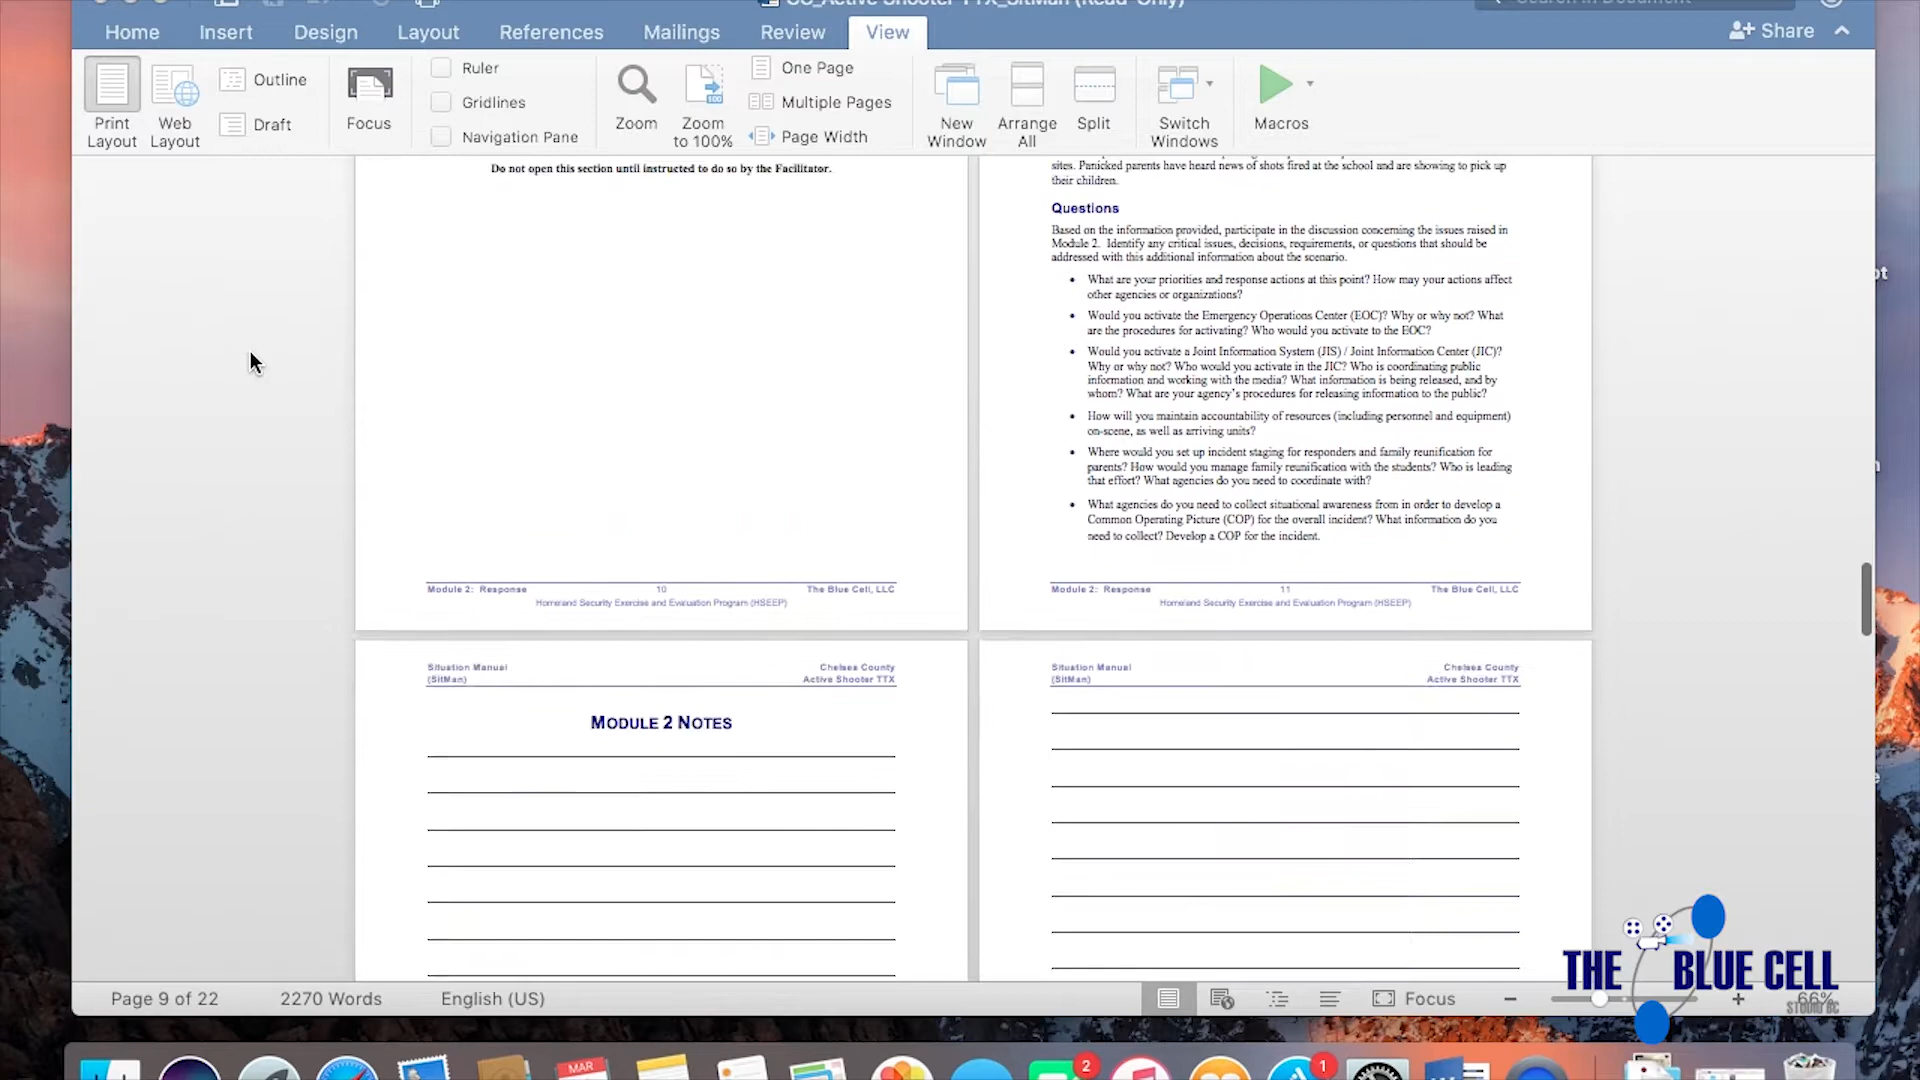 CC_Active Shooter TTX_SitMan (Read-Only)
Search in Document
Home
Insert
Design
Layout
References
Mailings
Review
View
Share
Print Layout
Web Layout
Outline
Draft
Focus
Ruler
Gridlines
Navigation Pane
Zoom
Zoom to 100%
100
One Page
Multiple Pages
Page Width
New Window
Arrange All
Split
Switch Windows
Macros
Do not open this section until instructed to do so by the Facilitator.
Module 2: Response
10
The Blue Cell, LLC
Homeland Security Exercise and Evaluation Program (HSEEP)
sites. Panicked parents have heard news of shots fired at the school and are showing to pick up
their children.
Questions
Based on the information provided, participate in the discussion concerning the issues raised in
Module 2. Identify any critical issues, decisions, requirements, or questions that should be
addressed with this additional information about the scenario.
• What are your priorities and response actions at this point? How may your actions affect
other agencies or organizations?
• Would you activate the Emergency Operations Center (EOC)? Why or why not? What
are the procedures for activating? Who would you activate to the EOC?
• Would you activate a Joint Information System (JIS) / Joint Information Center (JIC)?
Why or why not? Who would you activate in the JIC? Who is coordinating public
information and working with the media? What information is being released, and by
whom? What are your agency's procedures for releasing information to the public?
• How will you maintain accountability of resources (including personnel and equipment)
on-scene, as well as arriving units?
• Where would you set up incident staging for responders and family reunification for
parents? How would you manage family reunification with the students? Who is leading
that effort? What agencies do you need to coordinate with?
• What agencies do you need to collect situational awareness from in order to develop a
Common Operating Picture (COP) for the overall incident? What information do you
need to collect? Develop a COP for the incident.
Module 2: Response
11
The Blue Cell, LLC
Homeland Security Exercise and Evaluation Program (HSEEP)
Situation Manual
(SitMan)
Chelsea County
Active Shooter TTX
MODULE 2 NOTES
Situation Manual
(SitMan)
Chelsea County
Active Shooter TTX
Page 9 of 22
2270 Words
English (US)
Focus
66%
THE BLUE CELL
STUDIO BC
MAR
2
1